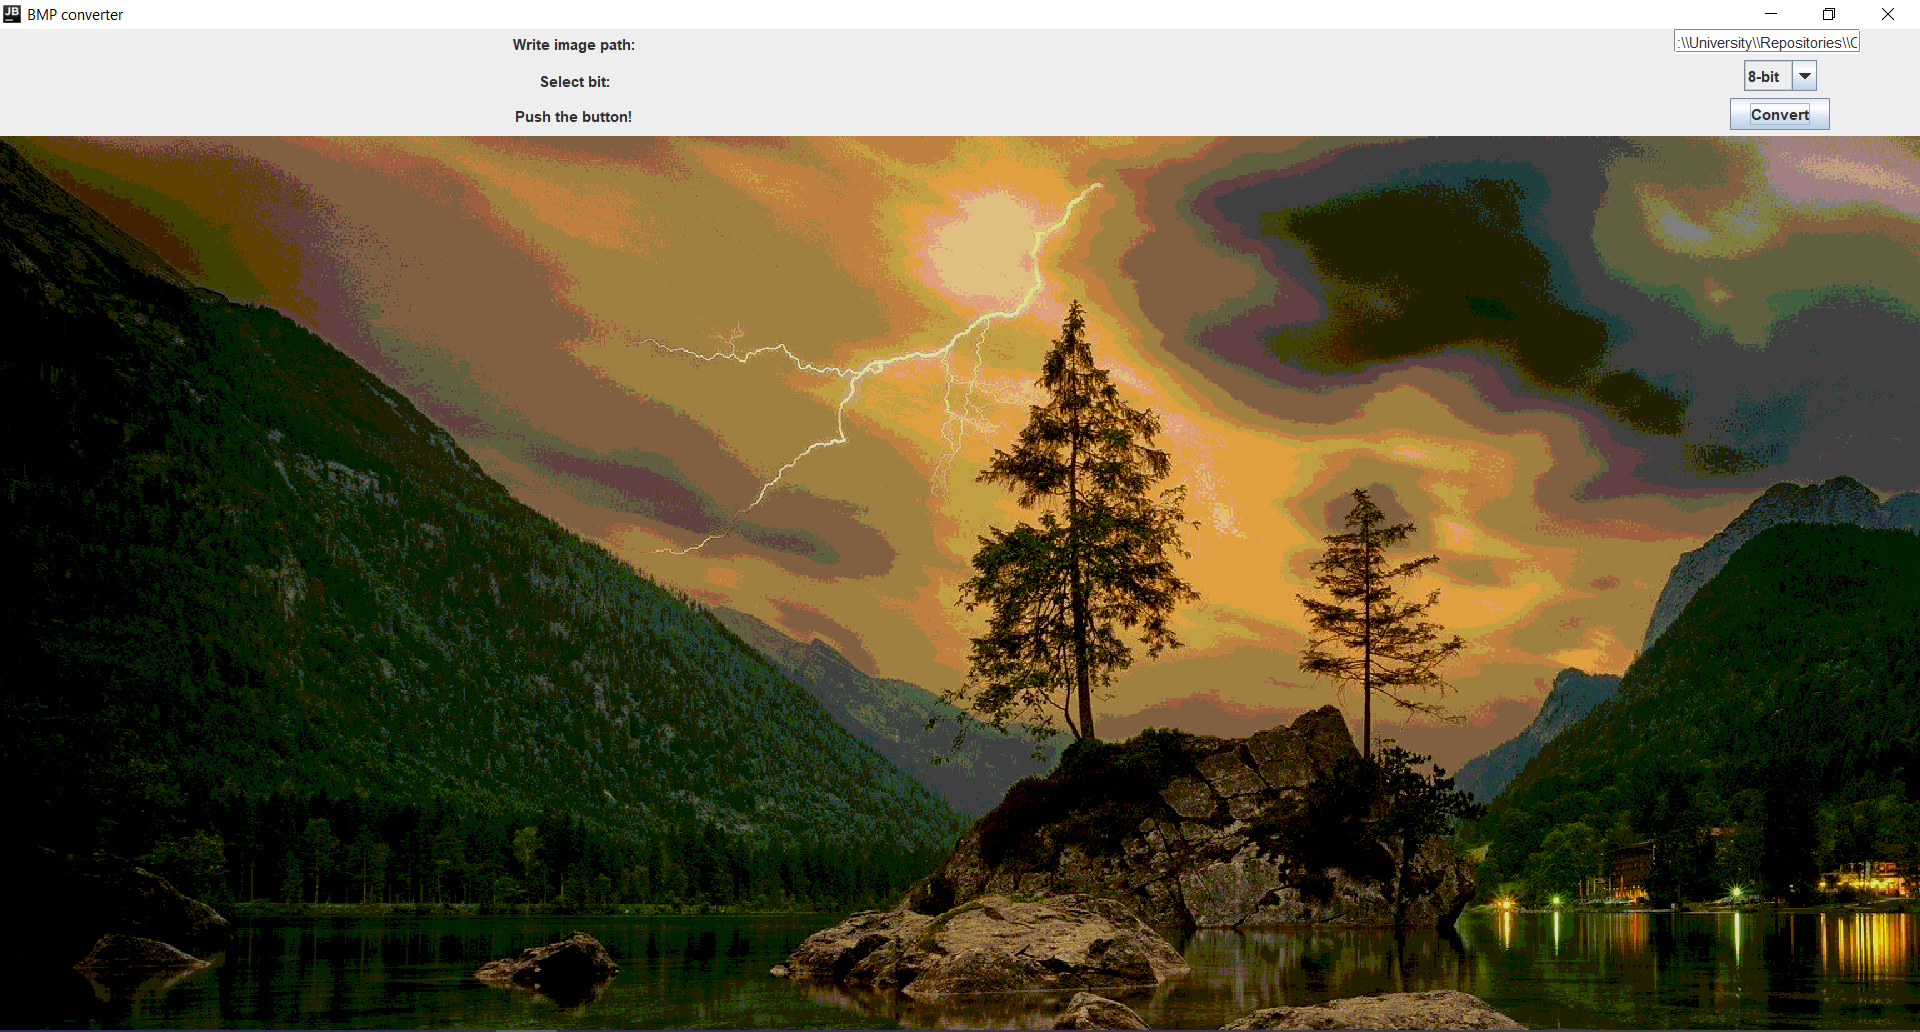 JB BMP converter
Write image path:
:\\University\\Repositories\\C
Select bit:
8-bit
Push the button!
Convert